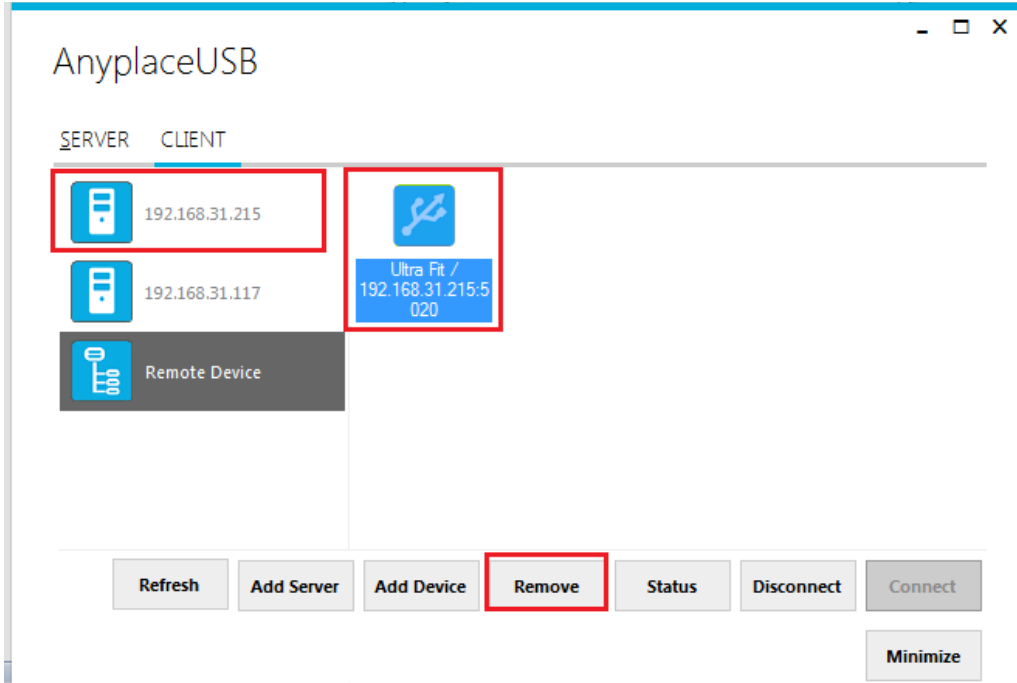 AnyplaceUSB
SERVER CLIENT
192.168.31.215
192.168.31.117
Remote Device
Ultra Fit /
192.168.31.215:5
020
Refresh Add Server Add Device Remove Status Disconnect Connect
Minimize